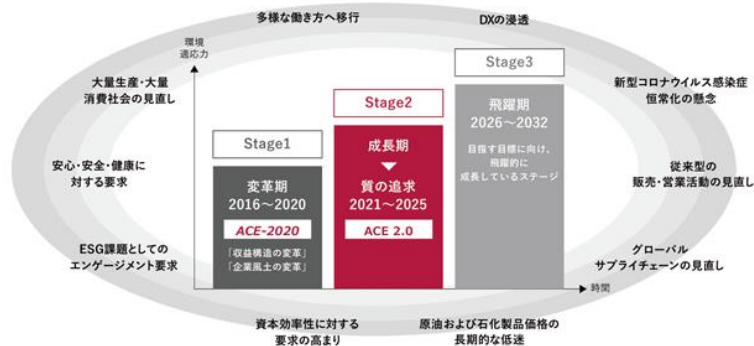 多様な働き方へ移行
DXの浸透
環境
適応力
大量生産・大量
消費社会の見直し
安心・安全・健康に
対する要求
ESG課題としての
エンゲージメント要求
Stage1
変革期
2016〜2020
ACE-2020
「収益構造の変革」
「企業風土の変革」
Stage2
成長期
質の追求
2021〜2025
ACE 2.0
Stage3
飛躍期
2026〜2032
目指す目標に向け、
飛躍的に
成長しているステージ
新型コロナウイルス感染症
恒常化の懸念
従来型の
販売・営業活動の見直し
グローバル
サプライチェーンの見直し
時間
資本効率性に対する
要求の高まり
原油および石化製品価格の
長期的な低迷